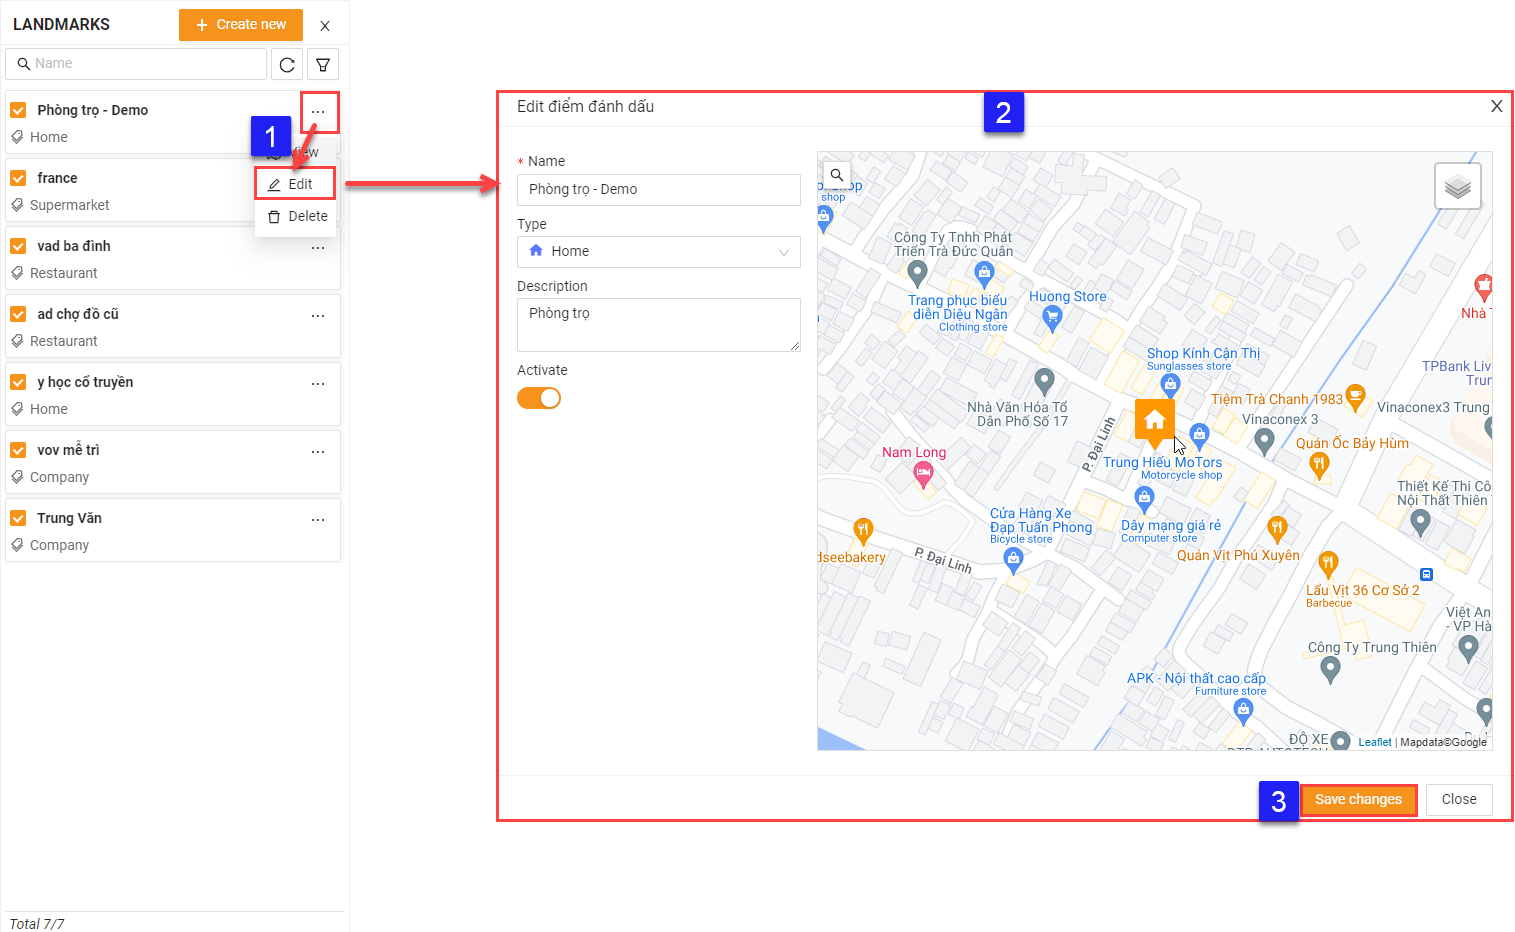 LANDMARKS
Create new
X
Name
Phòng trọ - Demo
...
Home
1
france
Edit
Supermarket
Delete
vad ba đình
...
Restaurant
ad chợ đồ cũ
...
Restaurant
y học cổ truyền
...
Home
vov mễ trì
...
Company
Trung Văn
...
Company
Total 7/7
Edit điểm đánh dấu
2
X
* Name
Phòng trọ - Demo
Type
Home
Description
Phòng trọ
Activate
shop
Công Ty Tnhh Phát
Triển Trà Đức Quân
Trang phục biểu
diễn Diệu Ngân
Clothing store
Huong Store
Nhà
Shop Kính Cận Thị
Sunglasses store
TPBank Liv
Trun
Tiệm Trà Chanh 1983
Nhà Văn Hóa Tổ
Dân Phố Số 17
Vinaconex 3
Vinaconex3 Trung
P. Đại Linh
Quán Ốc Bảy Hùm
Nam Long
Trung Hiếu MoTors
Motorcycle shop
Thiết Kế Thi Cô
Nội Thất Thiên
Cửa Hàng Xe
Đạp Tuấn Phong
Bicycle store
Dây mạng giá rẻ
Computer store
dseebakery
P. Đại Linh
Quán Vịt Phú Xuyên
Lẩu Vịt 36 Cơ Sở 2
Barbecue
Việt An
- VP Hà
Công Ty Trung Thiên
APK - Nội thất cao cấp
Furniture store
ĐỘ XE
Leaflet | Mapdata©Google
3
Save changes
Close